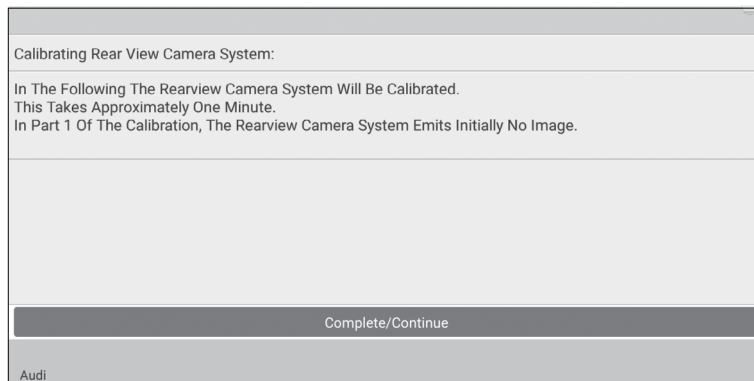 Calibrating Rear View Camera System:
In The Following The Rearview Camera System Will Be Calibrated.
This Takes Approximately One Minute.
In Part 1 Of The Calibration, The Rearview Camera System Emits Initially No Image.
Complete/Continue
Audi